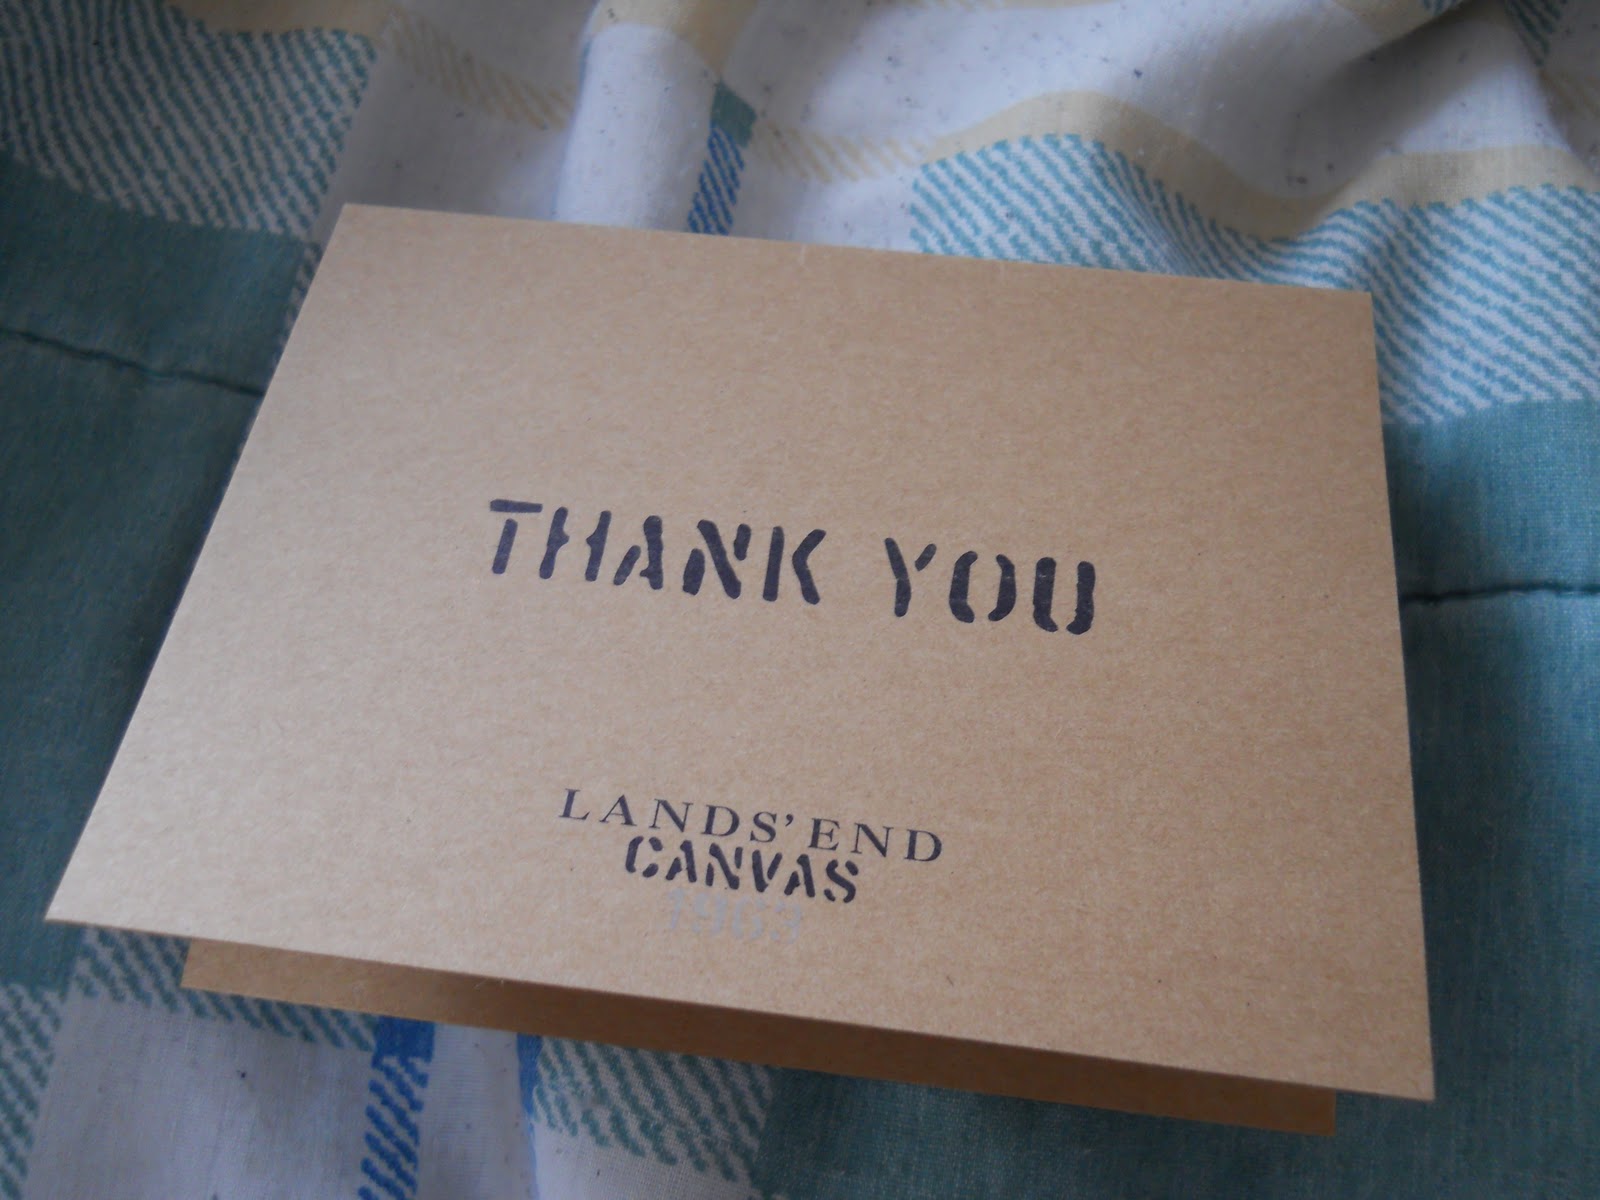 THANK YOU
LANDS' END
CANVAS
1963